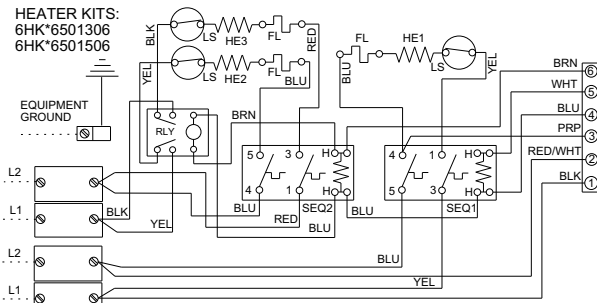 HEATER KITS:
6HK*6501306
6HK*6501506
EQUIPMENT
GROUND
BLK
LS
HE3
FL
RED
YEL
LS
HE2
FL
BLU
RLY
BRN
FL
HE1
LS
BLU
YEL
BRN
6
WHT
5
BLU
4
PRP
3
RED/WHT
2
BLK
1
5
3
H
4
1
H
SEQ2
4
1
H
5
3
H
SEQ1
BLU
RED
BLU
BLU
L2
L1
BLK
YEL
L2
BLU
L1
YEL